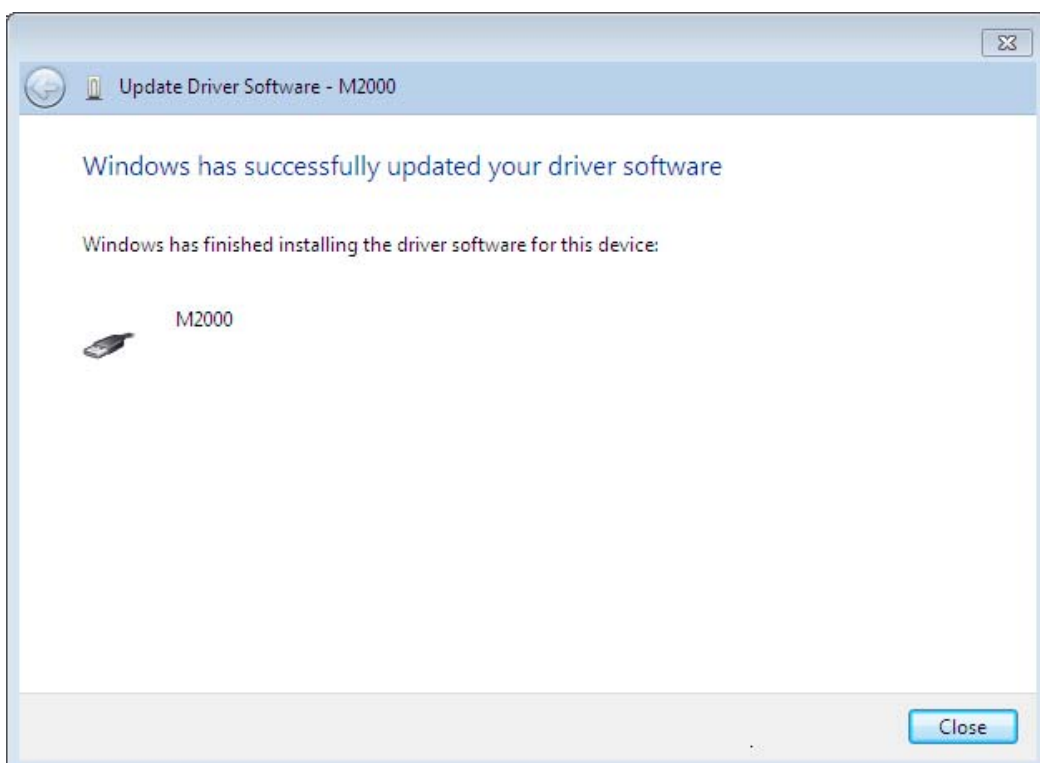 Update Driver Software - M2000
Windows has successfully updated your driver software
Windows has finished installing the driver software for this device:
M2000
Close